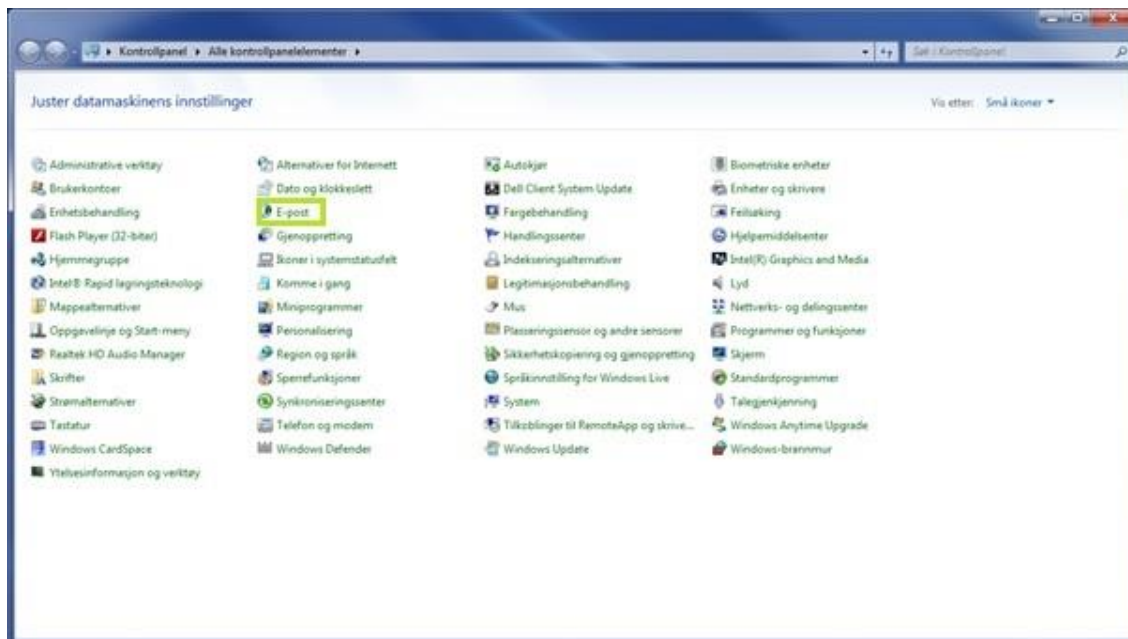 Kontrollpanel Alle kontrollpanelelementer
Søk i Kontrollpanel
Juster datamaskinens innstillinger
Vis etter: Små ikoner
Administrative verktøy
Alternativer for Internett
Autokjør
Biometriske enheter
Brukerkontoer
Dato og klokkeslett
Dell Client System Update
Enheter og skrivere
Enhetsbehandling
E-post
Fargebehandling
Feilsøking
Flash Player (32-biter)
Gjenoppretting
Handlingssenter
Hjelpemiddelsenter
Hjemmegruppe
Ikoner i systemstatusfelt
Indekseringsalternativer
Intel(R) Graphics and Media
Intel® Rapid lagringsteknologi
Komme i gang
Legitimasjonsbehandling
Lyd
Mappealternativer
Miniprogrammer
Mus
Nettverks- og delingssenter
Oppgavelinje og Start-meny
Personalisering
Plasseringssensor og andre sensorer
Programmer og funksjoner
Realtek HD Audio Manager
Region og språk
Sikkerhetskopiering og gjenoppretting
Skjerm
Skrifter
Sperrefunksjoner
Språkinnstilling for Windows Live
Standardprogrammer
Strømalternativer
Synkroniseringssenter
System
Talegjenkjenning
Tastatur
Telefon og modem
Tilkoblinger til RemoteApp og skrive...
Windows Anytime Upgrade
Windows CardSpace
Windows Defender
Windows Update
Windows-brannmur
Ytelsesinformasjon og verktøy